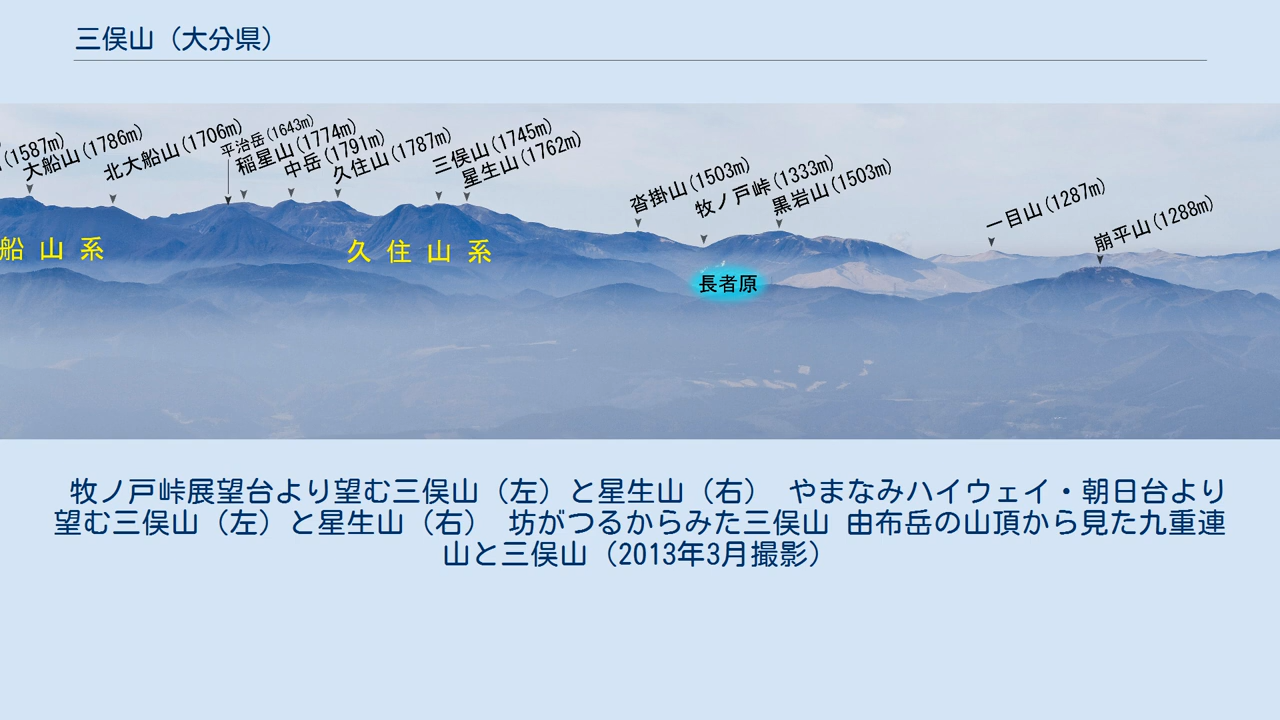 三俣山（大分県）
(1587m)
大船山(1786m)
北大船山(1706m)
平治岳(1643m)
稲星山(1774m)
中岳(1791m)
久住山(1787m)
三俣山(1745m)
星生山(1762m)
沓掛山(1503m)
牧ノ戸峠(1333m)
黒岩山(1503m)
一目山(1287m)
崩平山(1288m)
船山系
久住山系
長者原
牧ノ戸峠展望台より望む三俣山（左）と星生山（右） やまなみハイウェイ・朝日台より
望む三俣山（左）と星生山（右） 坊がつるからみた三俣山 由布岳の山頂から見た九重連
山と三俣山（2013年3月撮影）